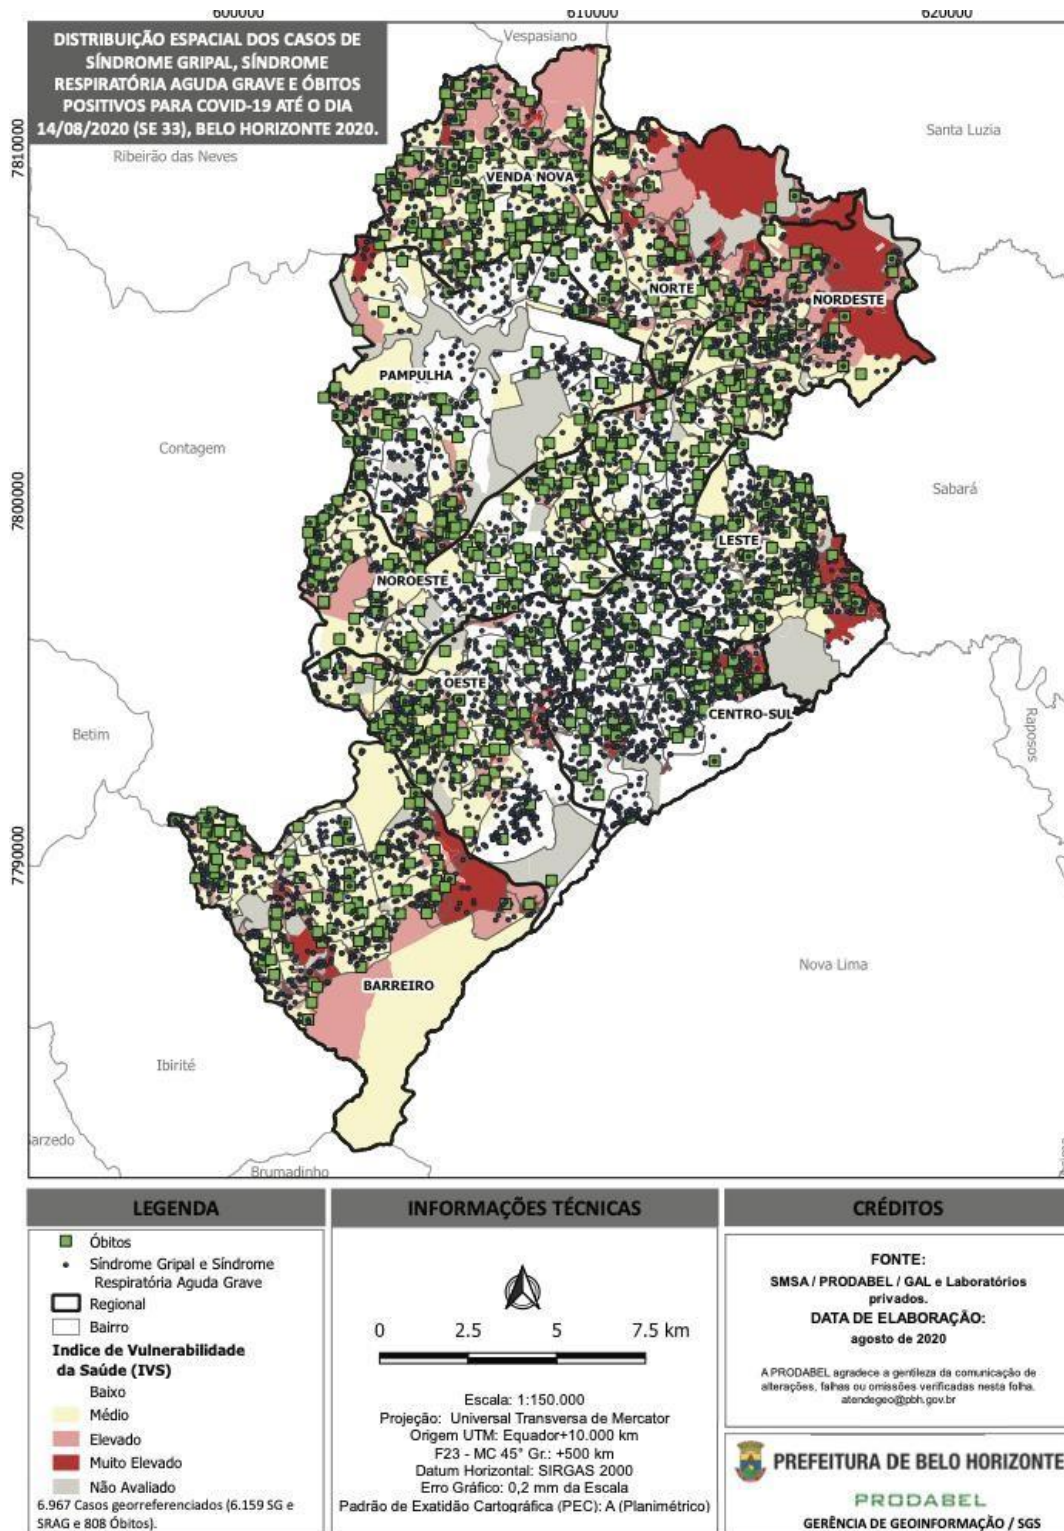 600000
610000
620000
DISTRIBUIÇÃO ESPACIAL DOS CASOS DE
SÍNDROME GRIPAL, SÍNDROME
RESPIRATÓRIA AGUDA GRAVE E ÓBITOS
POSITIVOS PARA COVID-19 ATÉ O DIA
14/08/2020 (SE 33), BELO HORIZONTE 2020.
Vespasiano
7810000
Santa Luzia
Ribeirão das Neves
VENDA NOVA
NORTE
NORDESTE
PAMPULHA
Contagem
7800000
Sabará
LESTE
NOROESTE
OESTE
CENTRO-SUL
Betim
Raposos
7790000
Nova Lima
BARREIRO
Ibirité
arzedo
Brumadinho
LEGENDA
Óbitos
Síndrome Gripal e Síndrome
Respiratória Aguda Grave
Regional
Bairro
Indice de Vulnerabilidade
da Saúde (IVS)
Baixo
Médio
Elevado
Muito Elevado
Não Avaliado
6.967 Casos georreferenciados (6.159 SG e
SRAG e 808 Óbitos).
INFORMAÇÕES TÉCNICAS
0 2.5 5 7.5 km
Escala: 1:150.000
Projeção: Universal Transversa de Mercator
Origem UTM: Equador+10.000 km
F23 - MC 45° Gr.: +500 km
Datum Horizontal: SIRGAS 2000
Erro Gráfico: 0,2 mm da Escala
Padrão de Exatidão Cartográfica (PEC): A (Planimétrico)
CRÉDITOS
FONTE:
SMSA / PRODABEL / GAL e Laboratórios
privados.
DATA DE ELABORAÇÃO:
agosto de 2020
A PRODABEL agradece a gentileza da comunicação de
alterações, falhas ou omissões verificadas nesta folha.
atendegeo@pbh.gov.br
PREFEITURA DE BELO HORIZONTE
PRODABEL
GERÊNCIA DE GEOINFORMAÇÃO / SGS